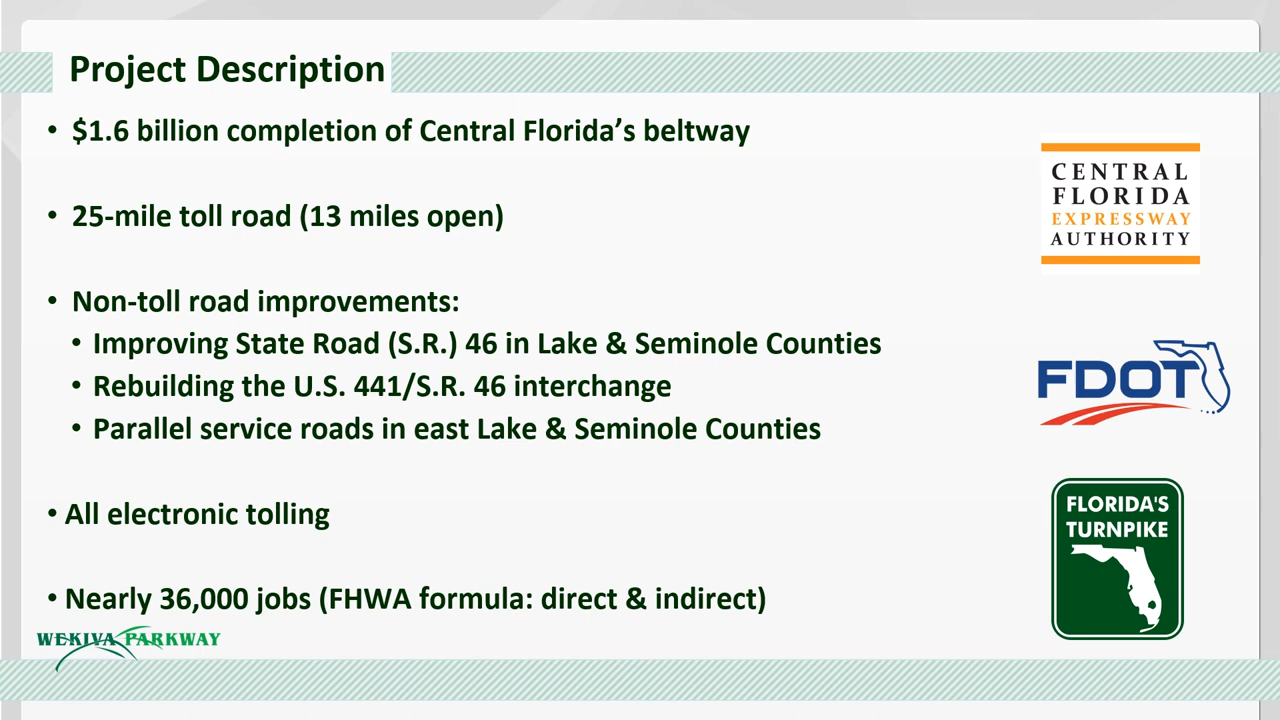 Project Description
• $1.6 billion completion of Central Florida’s beltway
• 25-mile toll road (13 miles open)
• Non-toll road improvements:
• Improving State Road (S.R.) 46 in Lake & Seminole Counties
• Rebuilding the U.S. 441/S.R. 46 interchange
• Parallel service roads in east Lake & Seminole Counties
• All electronic tolling
• Nearly 36,000 jobs (FHWA formula: direct & indirect)
WEKIVA PARKWAY
CENTRAL
FLORIDA
EXPRESSWAY
AUTHORITY
FDOT
FLORIDA'S
TURNPIKE